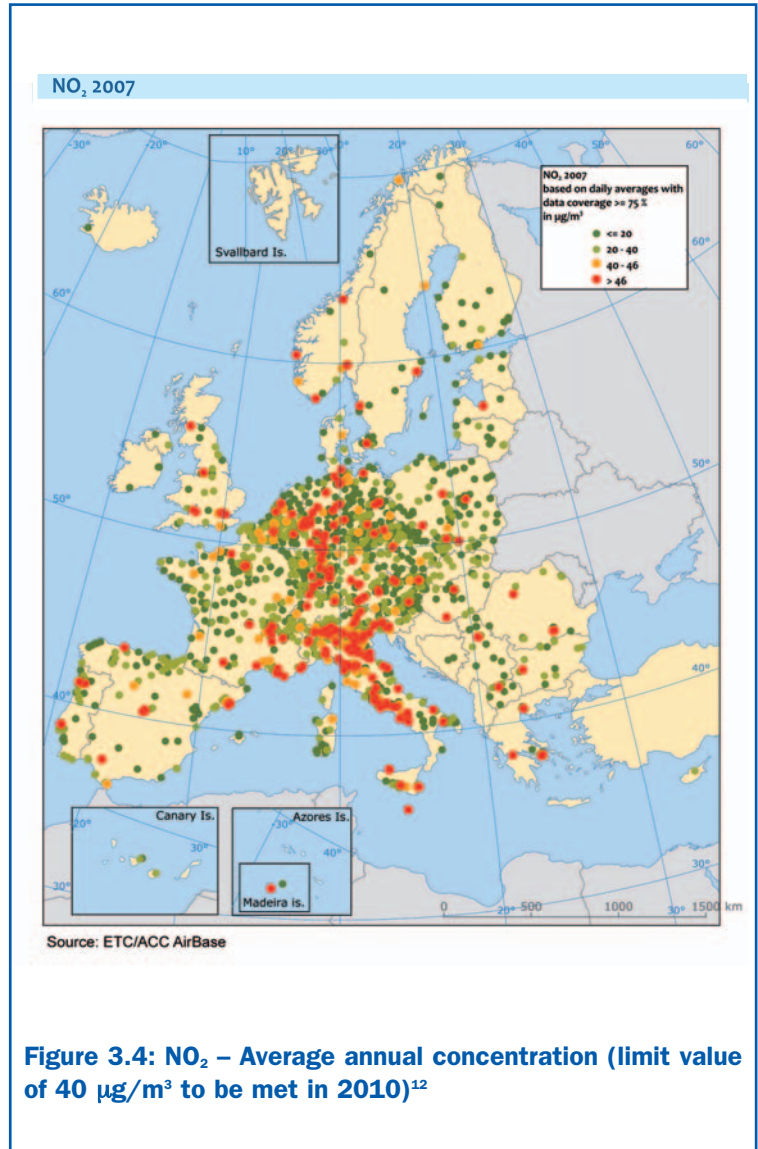 NO₂ 2007
-30°
-20°
10°
20°
30°
0°
20°
30°
40°
50°
60°
Svallbard Is.
NO₂ 2007
based on daily averages with
data coverage >= 75 %
in µg/m³
<= 20
20 - 40
40 - 46
> 46
60°
60°
50°
50°
40°
40°
Canary Is.
20°
30°
Azores Is.
-30°
40°
Madeira is.
30°
30°
0 500 1000 1500 km
20°
30°
Source: ETC/ACC AirBase
Figure 3.4: NO₂ – Average annual concentration (limit value
of 40 µg/m³ to be met in 2010)¹²